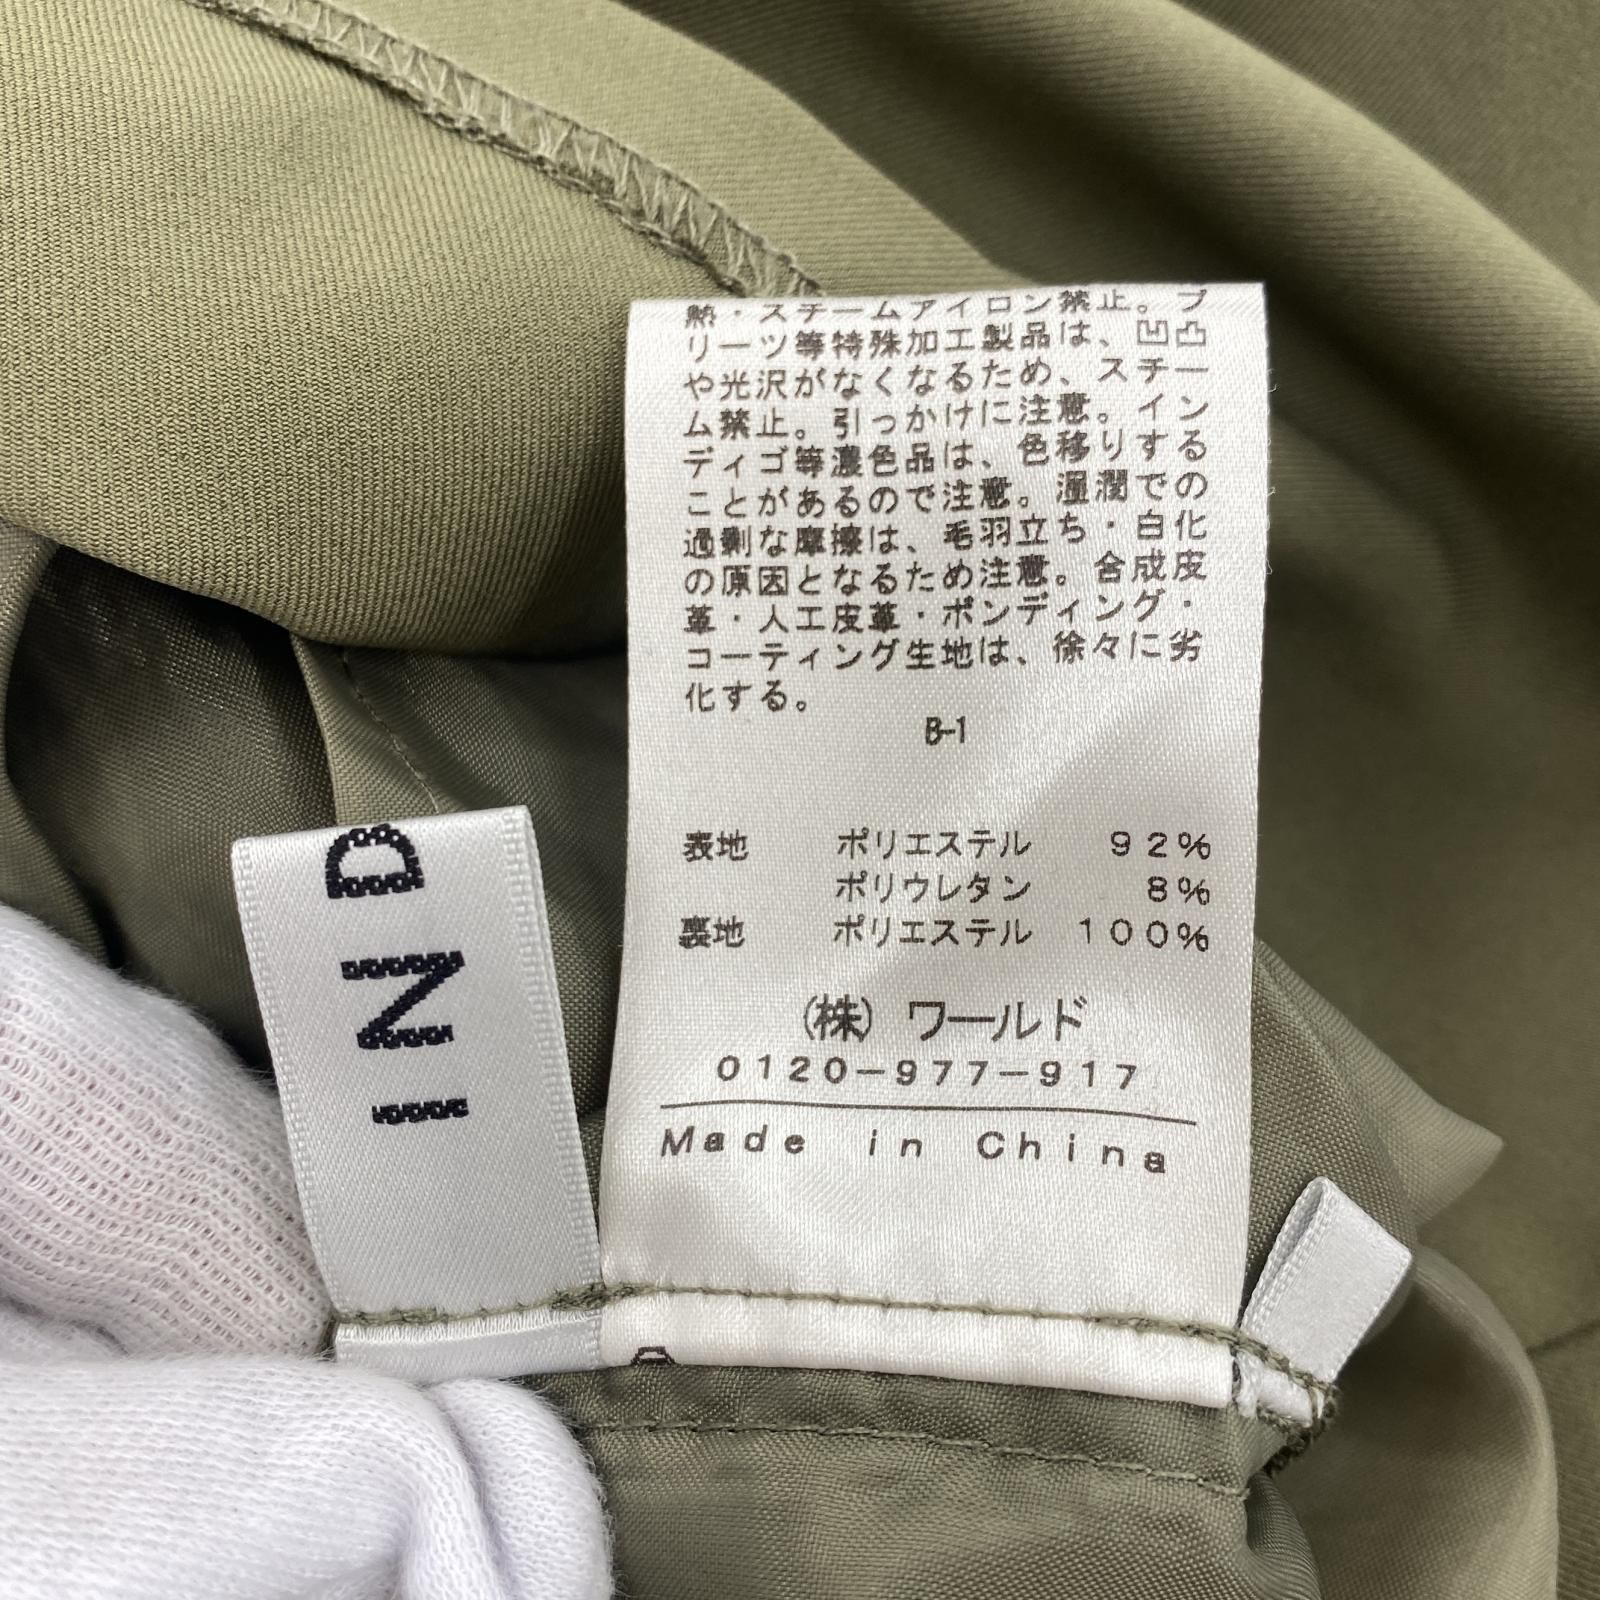 熱・スチームアイロン禁止。プ
リーツ等特殊加工製品は、凹凸
や光沢がなくなるため、スチー
ム禁止。引っかけに注意。イン
ディゴ等濃色品は、色移りする
ことがあるので注意。湿潤での
過剰な摩擦は、毛羽立ち・白化
の原因となるため注意。合成皮
革・人工皮革・ボンディング・
コーティング生地は、徐々に劣
化する。
B-1
表地 ポリエステル 92%
ポリウレタン 8%
裏地 ポリエステル 100%
(株) ワールド
0120-977-917
Made in China
IND